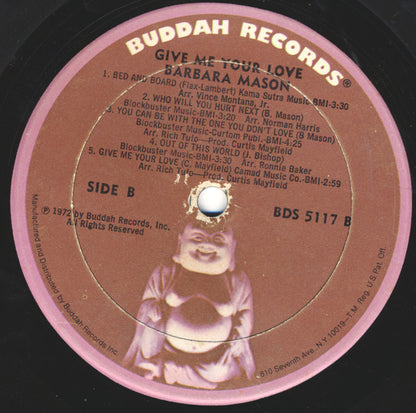 BUDDAH RECORDS®
GIVE ME YOUR LOVE
BARBARA MASON
1. BED AND BOARD (Flax-Lambert) Kama Sutra Music BMI-3:30
Arr. Vince Montana, Jr.
2. WHO WILL YOU HURT NEXT (B. Mason)
Blockbuster Music-BMI-3:20 Arr. Norman Harris
3. YOU CAN BE WITH THE ONE YOU DON'T LOVE (B Mason)
Blockbuster Music-Curtom Publ. BMI-4:25
Arr. Rich Tufo—Prod. Curtis Mayfield
4. OUT OF THIS WORLD (J. Bishop)
Blockbuster Music-BMI-3:30 Arr. Ronnie Baker
5. GIVE ME YOUR LOVE (C. Mayfield) Camad Music Co.-BMI-2:59
Arr. Rich Tufo—Prod. Curtis Mayfield
SIDE B
BDS 5117 B
℗ 1972 by Buddah Records, Inc.
All Rights Reserved
Manufactured and Distributed by Buddah Records Inc.
810 Seventh Ave. N.Y. 10019—T.M. Reg. U.S. Pat. Off.